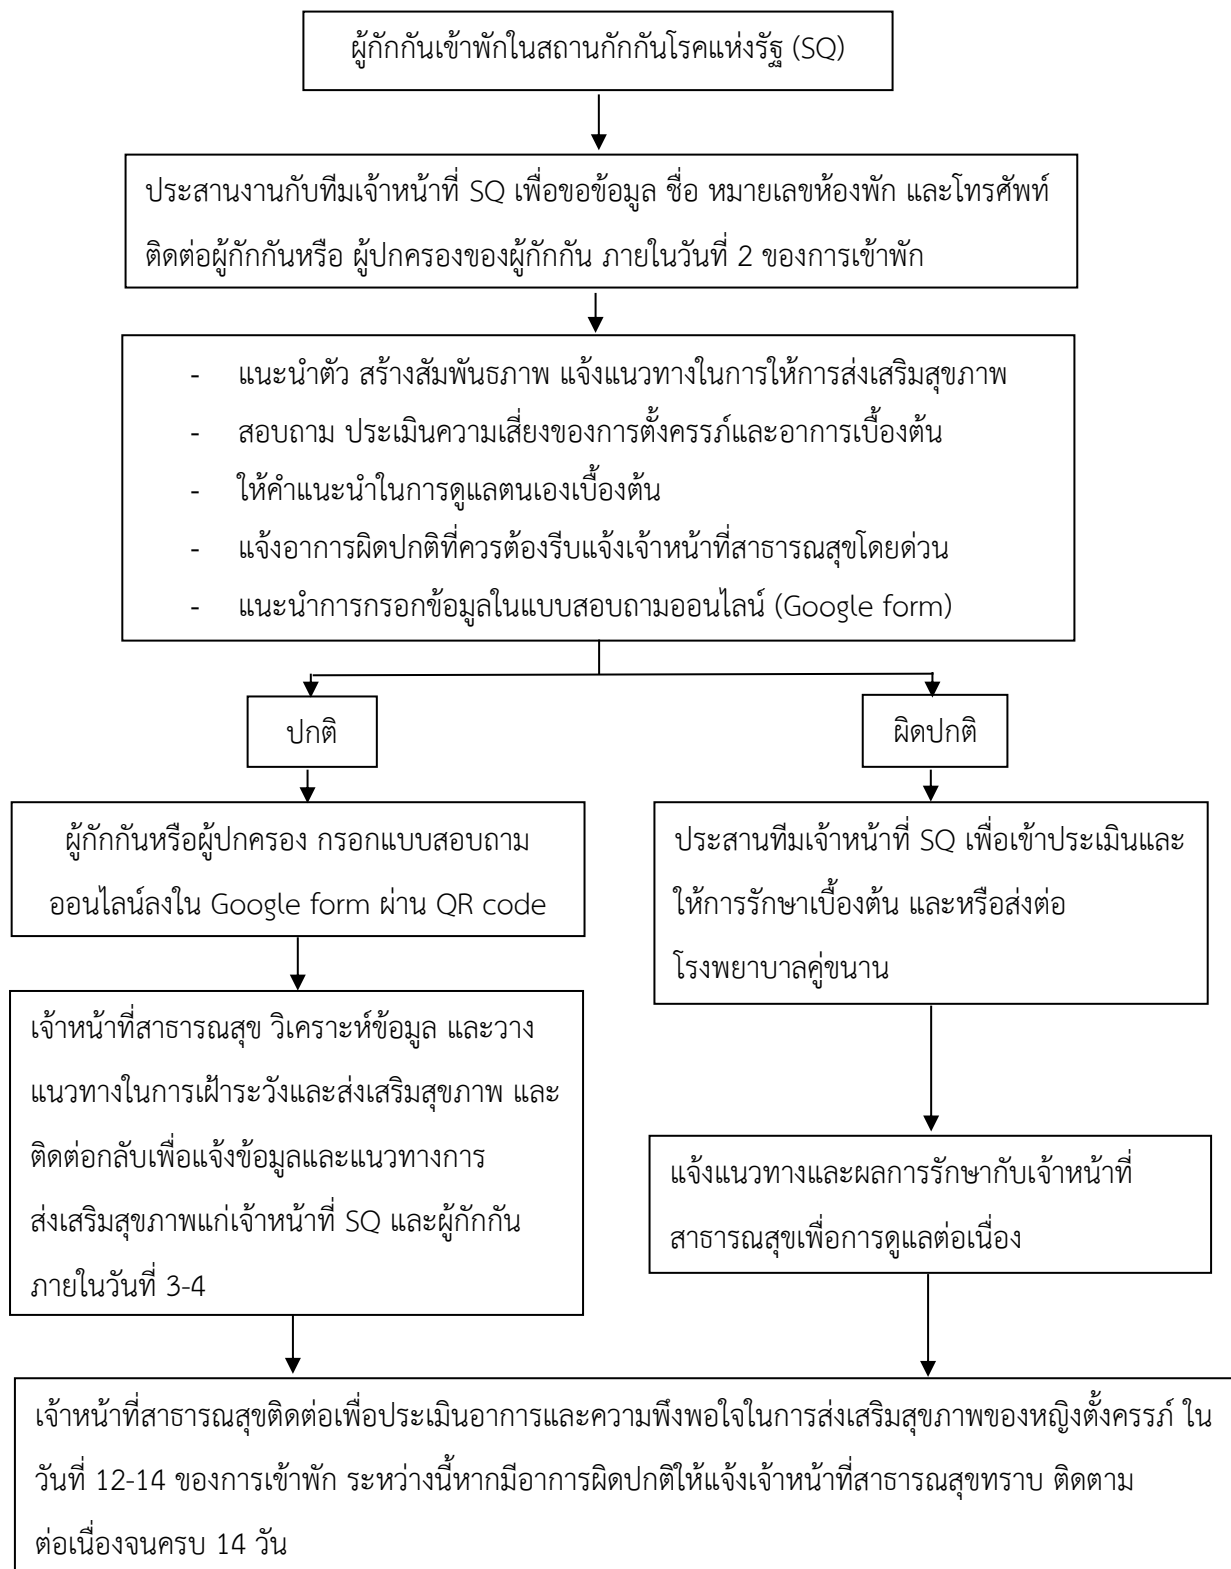 ผู้กักกันเข้าพักในสถานกักกันโรคแห่งรัฐ (SQ)
ประสานงานกับทีมเจ้าหน้าที่ SQ เพื่อขอข้อมูล ชื่อ หมายเลขห้องพัก และโทรศัพท์
ติดต่อผู้กักกันหรือ ผู้ปกครองของผู้กักกัน ภายในวันที่ 2 ของการเข้าพัก
- แนะนำตัว สร้างสัมพันธภาพ แจ้งแนวทางในการให้การส่งเสริมสุขภาพ
- สอบถาม ประเมินความเสี่ยงของการตั้งครรภ์และอาการเบื้องต้น
- ให้คำแนะนำในการดูแลตนเองเบื้องต้น
- แจ้งอาการผิดปกติที่ควรต้องรีบแจ้งเจ้าหน้าที่สาธารณสุขโดยด่วน
- แนะนำการกรอกข้อมูลในแบบสอบถามออนไลน์ (Google form)
ปกติ
ผู้กักกันหรือผู้ปกครอง กรอกแบบสอบถาม
ออนไลน์ลงใน Google form ผ่าน QR code
เจ้าหน้าที่สาธารณสุข วิเคราะห์ข้อมูล และวาง
แนวทางในการเฝ้าระวังและส่งเสริมสุขภาพ และ
ติดต่อกลับเพื่อแจ้งข้อมูลและแนวทางการ
ส่งเสริมสุขภาพแก่เจ้าหน้าที่ SQ และผู้กักกัน
ภายในวันที่ 3-4
ผิดปกติ
ประสานทีมเจ้าหน้าที่ SQ เพื่อเข้าประเมินและ
ให้การรักษาเบื้องต้น และหรือส่งต่อ
โรงพยาบาลคู่ขนาน
แจ้งแนวทางและผลการรักษากับเจ้าหน้าที่
สาธารณสุขเพื่อการดูแลต่อเนื่อง
เจ้าหน้าที่สาธารณสุขติดต่อเพื่อประเมินอาการและความพึงพอใจในการส่งเสริมสุขภาพของหญิงตั้งครรภ์ ใน
วันที่ 12-14 ของการเข้าพัก ระหว่างนี้หากมีอาการผิดปกติให้แจ้งเจ้าหน้าที่สาธารณสุขทราบ ติดตาม
ต่อเนื่องจนครบ 14 วัน